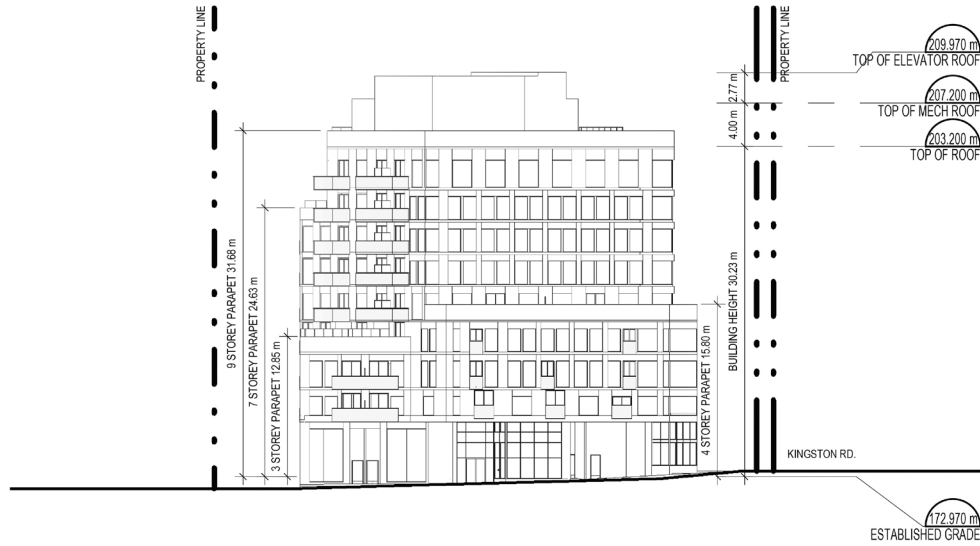 PROPERTY LINE
PROPERTY LINE
209.970 m
TOP OF ELEVATOR ROOF
2.77 m
207.200 m
TOP OF MECH ROOF
4.00 m
203.200 m
TOP OF ROOF
9 STOREY PARAPET 31.68 m
7 STOREY PARAPET 24.63 m
3 STOREY PARAPET 12.85 m
4 STOREY PARAPET 15.80 m
BUILDING HEIGHT 30.23 m
KINGSTON RD.
172.970 m
ESTABLISHED GRADE